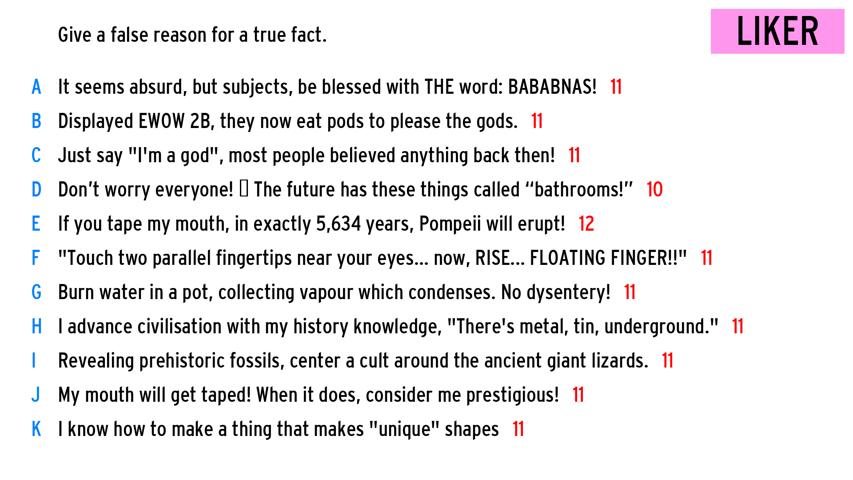 LIKER
Give a false reason for a true fact.
A It seems absurd, but subjects, be blessed with THE word: BABABNAS! 11
B Displayed EWOW 2B, they now eat pods to please the gods. 11
C Just say "I'm a god", most people believed anything back then! 11
D Don’t worry everyone! ▯ The future has these things called “bathrooms!” 10
E If you tape my mouth, in exactly 5,634 years, Pompeii will erupt! 12
F "Touch two parallel fingertips near your eyes... now, RISE... FLOATING FINGER!!" 11
G Burn water in a pot, collecting vapour which condenses. No dysentery! 11
H I advance civilisation with my history knowledge, "There's metal, tin, underground." 11
I Revealing prehistoric fossils, center a cult around the ancient giant lizards. 11
J My mouth will get taped! When it does, consider me prestigious! 11
K I know how to make a thing that makes "unique" shapes 11